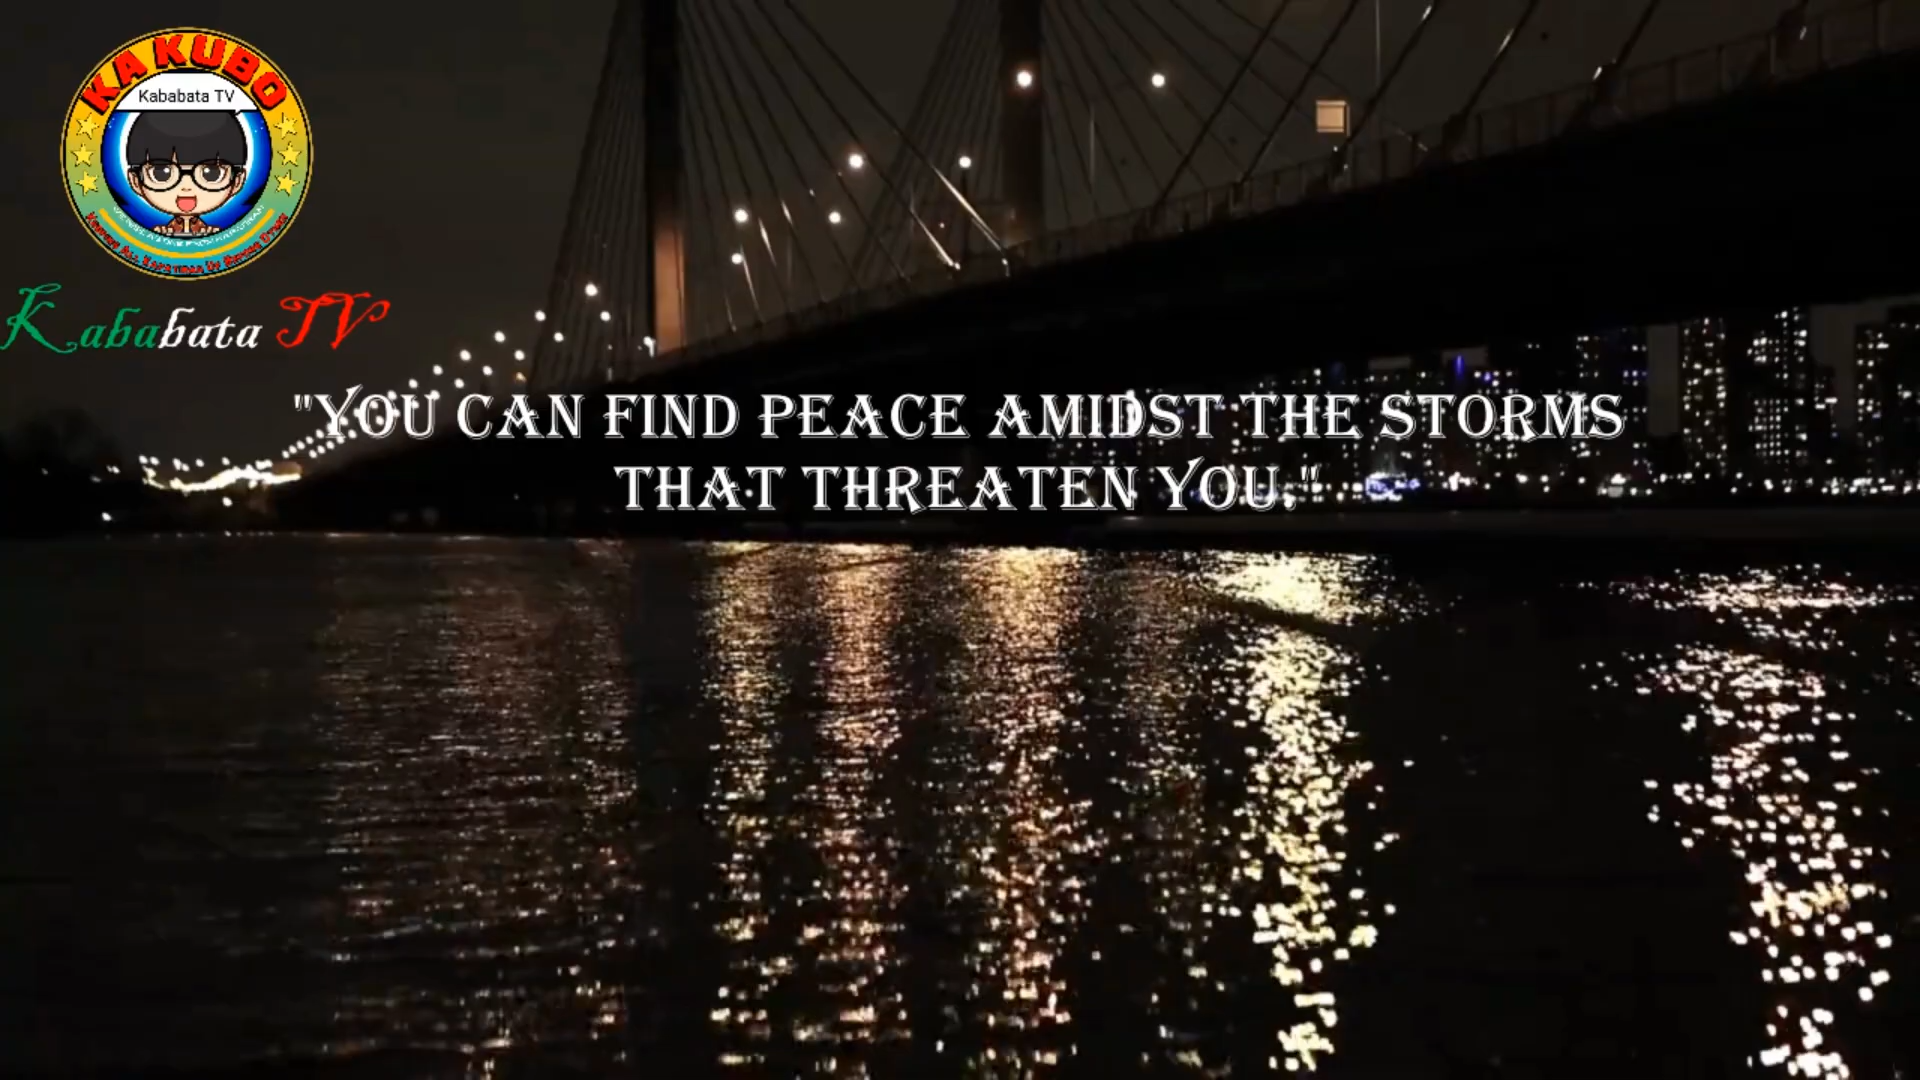 KAKUBO
Kababata TV
Kababata TV
"YOU CAN FIND PEACE AMIDST THE STORMS
THAT THREATEN YOU."